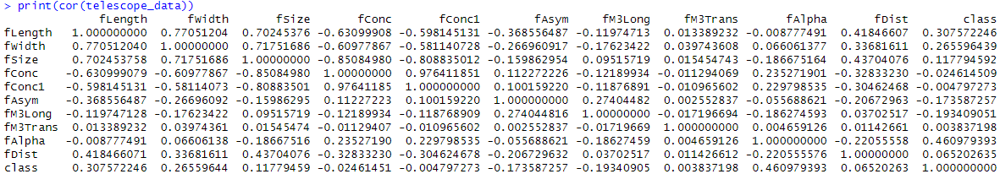 > print(cor(telescope_data))
fLength fWidth fSize fConc fConc1 fAsym fM3Long fM3Trans fAlpha fDist class
fLength 1.000000000 0.77051204 0.70245376 -0.63099908 -0.598145131 -0.368556487 -0.11974713 0.013389232 -0.008777491 0.41846607 0.307572246
fWidth 0.770512040 1.00000000 0.71751686 -0.60977867 -0.581140728 -0.266960917 -0.17623422 0.039743608 0.066061377 0.33681611 0.265596439
fSize 0.702453758 0.71751686 1.00000000 -0.85084980 -0.808835012 -0.159862954 0.09515719 0.015454743 -0.186675164 0.43704076 0.117794592
fConc -0.630999079 -0.60977867 -0.85084980 1.00000000 0.976411851 0.112272226 -0.12189934 -0.011294069 0.235271901 -0.32833230 -0.024614509
fConc1 -0.598145131 -0.58114073 -0.80883501 0.97641185 1.000000000 0.100159220 -0.11876891 -0.010965602 0.229798535 -0.30462468 -0.004797273
fAsym -0.368556487 -0.26696092 -0.15986295 0.11227223 0.100159220 1.000000000 0.27404482 0.002552837 -0.055688621 -0.20672963 -0.173587257
fM3Long -0.119747128 -0.17623422 0.09515719 -0.12189934 -0.118768909 0.274044816 1.00000000 -0.017196694 -0.186274593 0.03702517 -0.193409051
fM3Trans 0.013389232 0.03974361 0.01545474 -0.01129407 -0.010965602 0.002552837 -0.01719669 1.000000000 0.004659126 0.01142661 0.003837198
fAlpha -0.008777491 0.06606138 -0.18667516 0.23527190 0.229798535 -0.055688621 -0.18627459 0.004659126 1.000000000 -0.22055558 0.460979393
fDist 0.418466071 0.33681611 0.43704076 -0.32833230 -0.304624678 -0.206729632 0.03702517 0.011426612 -0.220555576 1.00000000 0.065202635
class 0.307572246 0.26559644 0.11779459 -0.02461451 -0.004797273 -0.173587257 -0.19340905 0.003837198 0.460979393 0.06520263 1.000000000